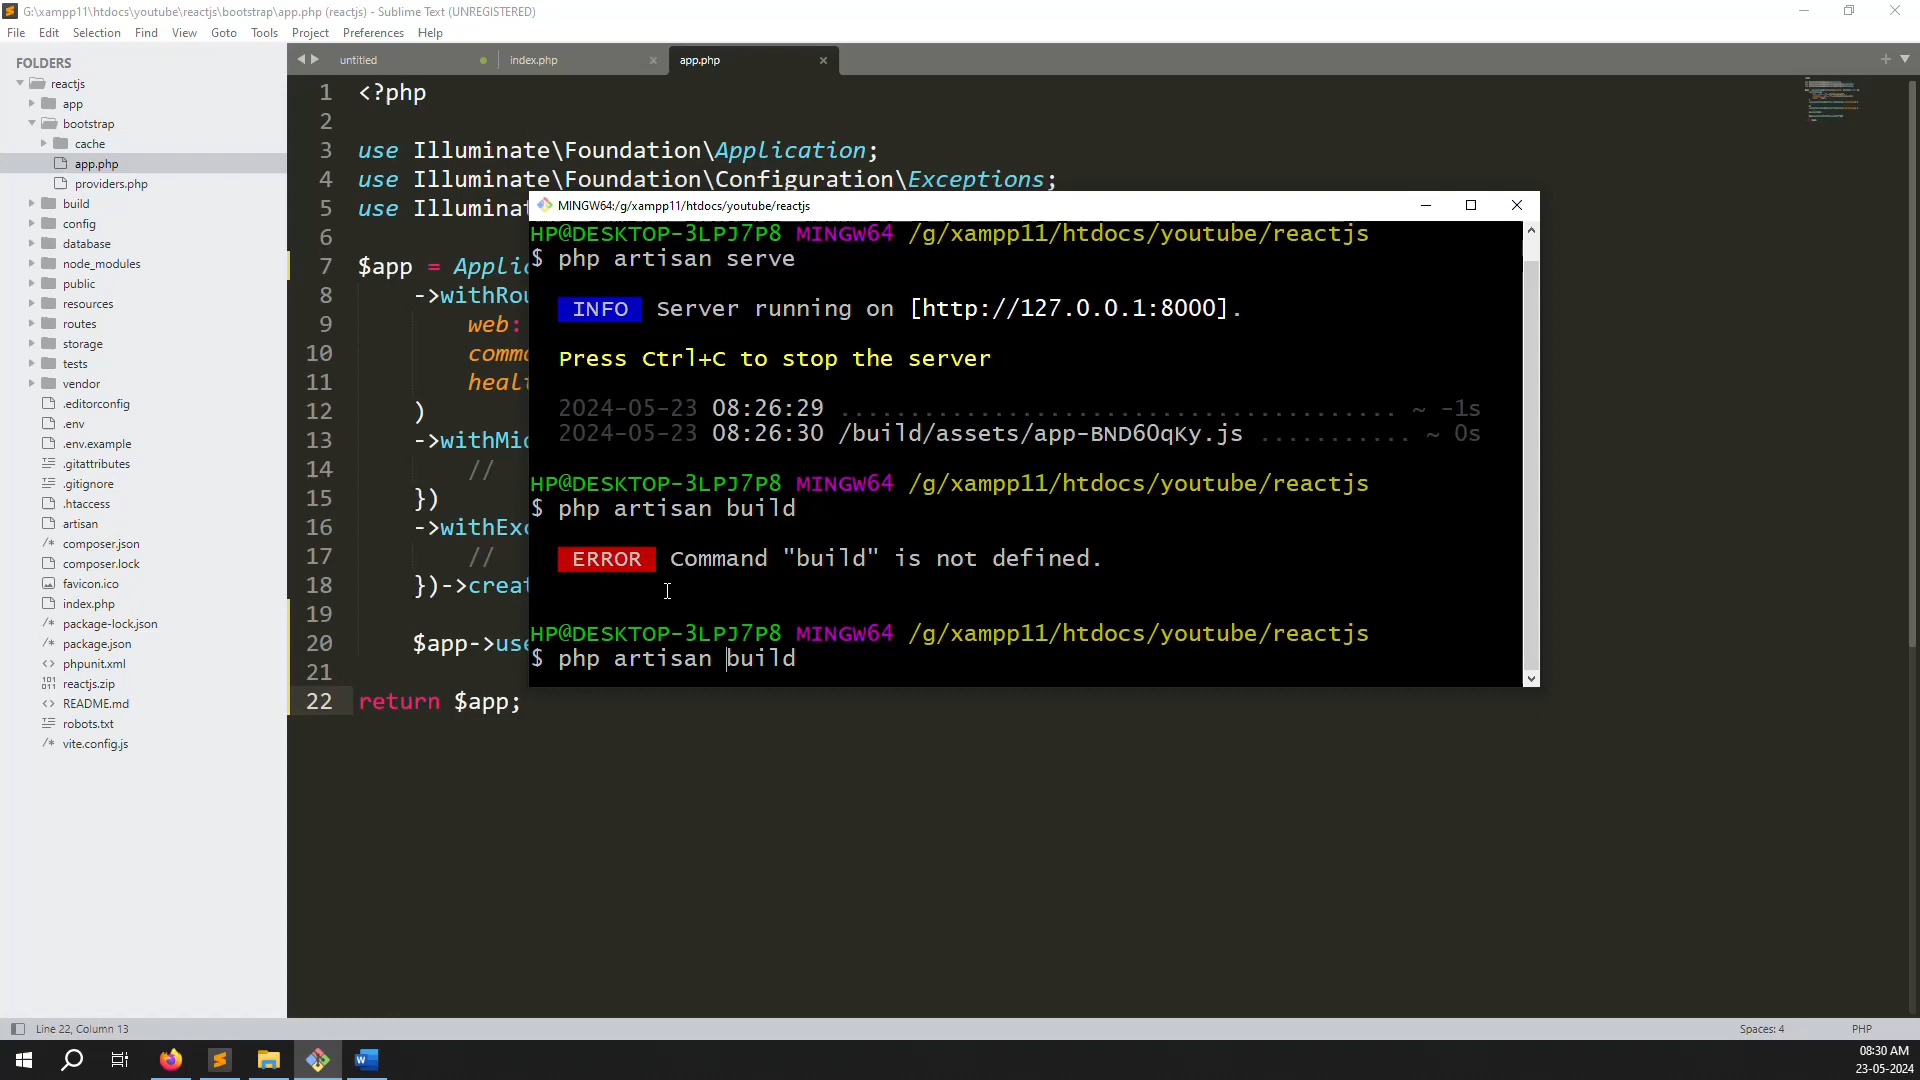 G:\xampp11\htdocs\youtube\reactjs\bootstrap\app.php (reactjs) - Sublime Text (UNREGISTERED)
File Edit Selection Find View Goto Tools Project Preferences Help
FOLDERS
reactjs
app
bootstrap
cache
app.php
providers.php
build
config
database
node_modules
public
resources
routes
storage
tests
vendor
.editorconfig
.env
.env.example
.gitattributes
.gitignore
.htaccess
artisan
composer.json
composer.lock
favicon.ico
index.php
package-lock.json
package.json
phpunit.xml
reactjs.zip
README.md
robots.txt
vite.config.js
untitled index.php app.php
1 <?php
2
3 use Illuminate\Foundation\Application;
4 use Illuminate\Foundation\Configuration\Exceptions;
5 use Illuminat
6
7 $app = Applic
8 ->withRou
9 web:
10 commo
11 healt
12 )
13 ->withMid
14 //
15 })
16 ->withExc
17 //
18 })->creat
19
20 $app->use
21
22 return $app;
MINGW64:/g/xampp11/htdocs/youtube/reactjs
HP@DESKTOP-3LPJ7P8 MINGW64 /g/xampp11/htdocs/youtube/reactjs
$ php artisan serve
INFO Server running on [http://127.0.0.1:8000].
Press Ctrl+C to stop the server
2024-05-23 08:26:29 ........................................ ~ -1s
2024-05-23 08:26:30 /build/assets/app-BND6OqKy.js ........... ~ 0s
HP@DESKTOP-3LPJ7P8 MINGW64 /g/xampp11/htdocs/youtube/reactjs
$ php artisan build
ERROR Command "build" is not defined.
HP@DESKTOP-3LPJ7P8 MINGW64 /g/xampp11/htdocs/youtube/reactjs
$ php artisan build
Line 22, Column 13
Spaces: 4
PHP
08:30 AM
23-05-2024